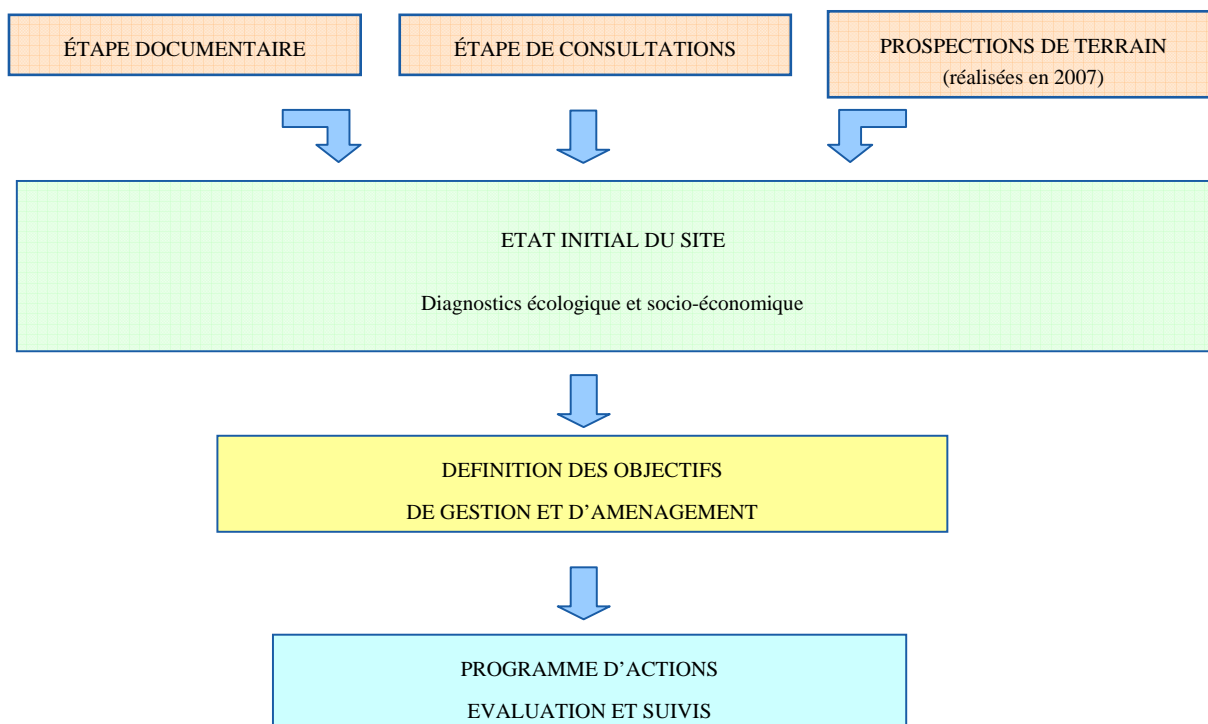 ÉTAPE DOCUMENTAIRE
ÉTAPE DE CONSULTATIONS
PROSPECTIONS DE TERRAIN
(réalisées en 2007)
ETAT INITIAL DU SITE
Diagnostics écologique et socio-économique
DEFINITION DES OBJECTIFS
DE GESTION ET D’AMENAGEMENT
PROGRAMME D’ACTIONS
EVALUATION ET SUIVIS